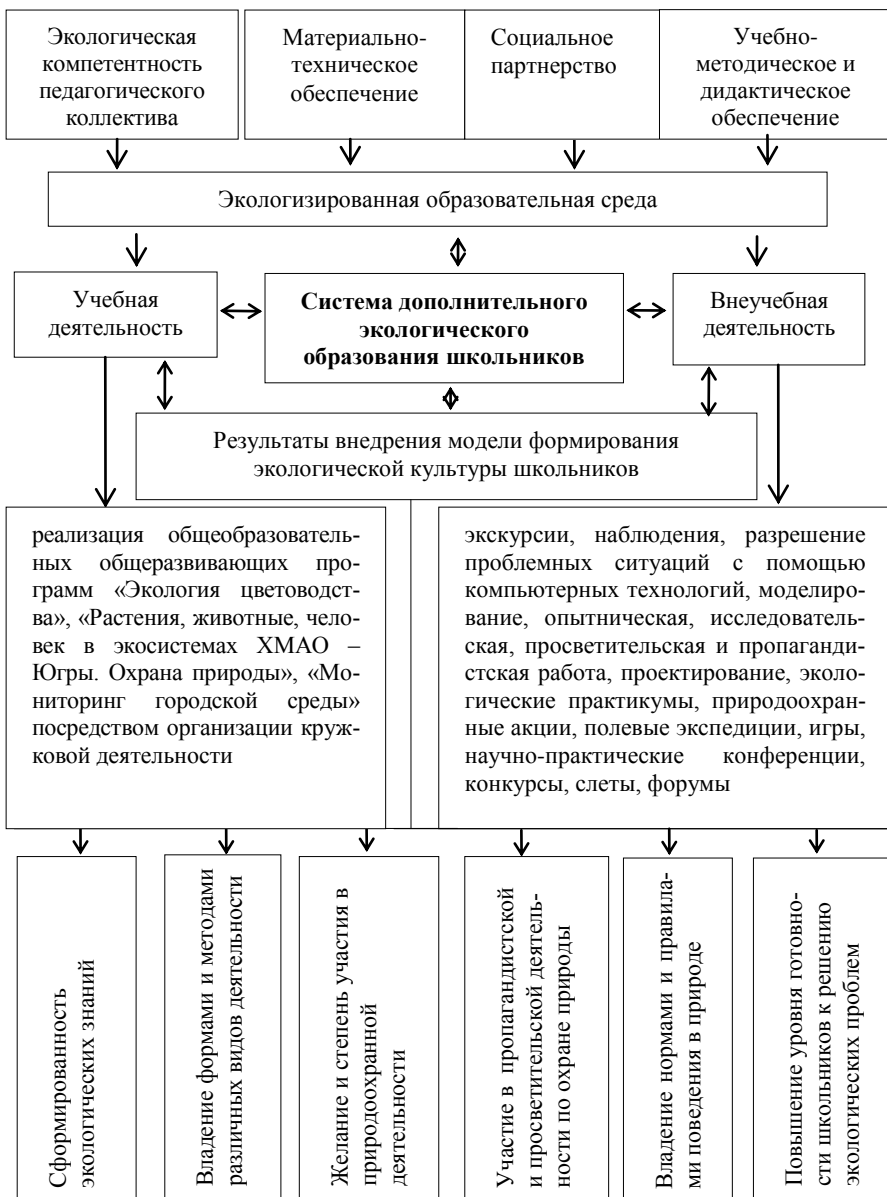 Экологическая
компетентность
педагогического
коллектива
Материально-
техническое
обеспечение
Социальное
партнерство
Учебно-
методическое и
дидактическое
обеспечение
Экологизированная образовательная среда
Учебная
деятельность
Система дополнительного
экологического
образования школьников
Внеучебная
деятельность
Результаты внедрения модели формирования
экологической культуры школьников
реализация общеобразователь-
ных общеразвивающих про-
грамм «Экология цветоводст-
ва», «Растения, животные, чело-
век в экосистемах ХМАО –
Югры. Охрана природы», «Мо-
ниторинг городской среды»
посредством организации круж-
ковой деятельности
экскурсии, наблюдения, разрешение
проблемных ситуаций с помощью
компьютерных технологий, моделиро-
вание, опытническая, исследователь-
ская, просветительская и пропаганди-
стская работа, проектирование, эколо-
гические практикумы, природоохран-
ные акции, полевые экспедиции, игры,
научно-практические конференции,
конкурсы, слеты, форумы
Сформированность
экологических знаний
Владение формами и методами
различных видов деятельности
Желание и степень участия в
природоохранной
деятельности
Участие в пропагандистской
и просветительской деятель-
ности по охране природы
Владение нормами и правила-
ми поведения в природе
Повышение уровня готовно-
сти школьников к решению
экологических проблем